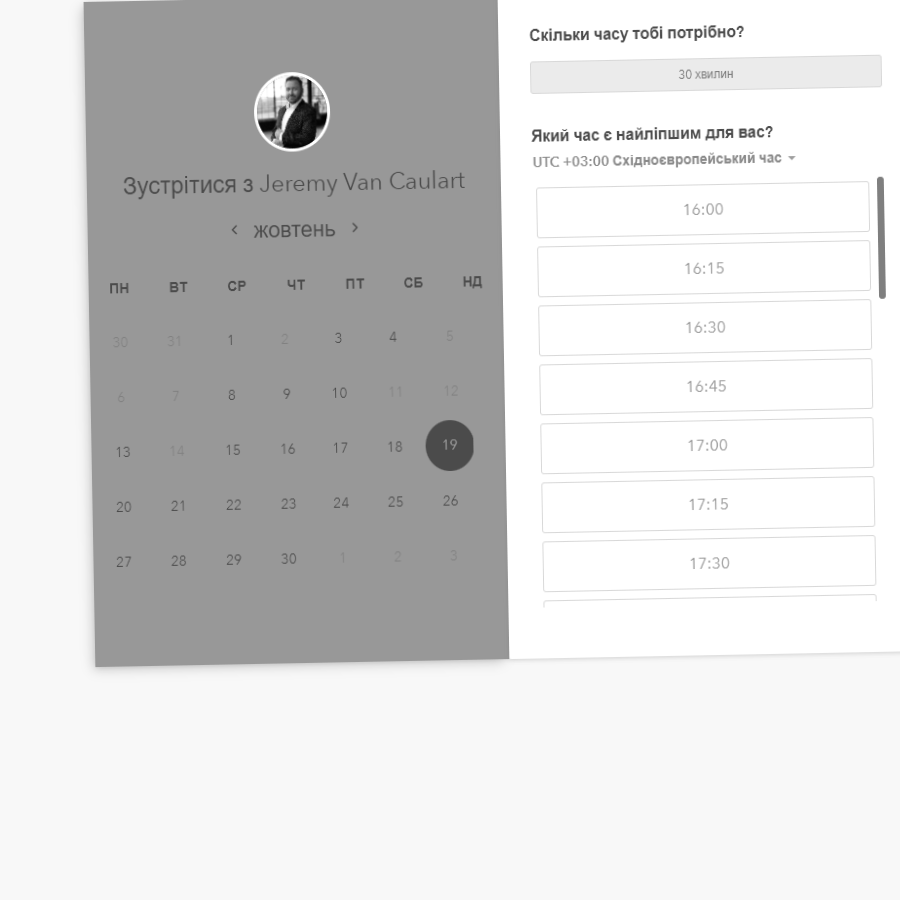 Зустрітися з Jeremy Van Caulart
‹ жовтень ›
ПН ВТ СР ЧТ ПТ СБ НД
30 31 1 2 3 4 5
6 7 8 9 10 11 12
13 14 15 16 17 18 19
20 21 22 23 24 25 26
27 28 29 30 1 2 3
Скільки часу тобі потрібно?
30 хвилин
Який час є найліпшим для вас?
UTC +03:00 Східноєвропейський час
16:00
16:15
16:30
16:45
17:00
17:15
17:30